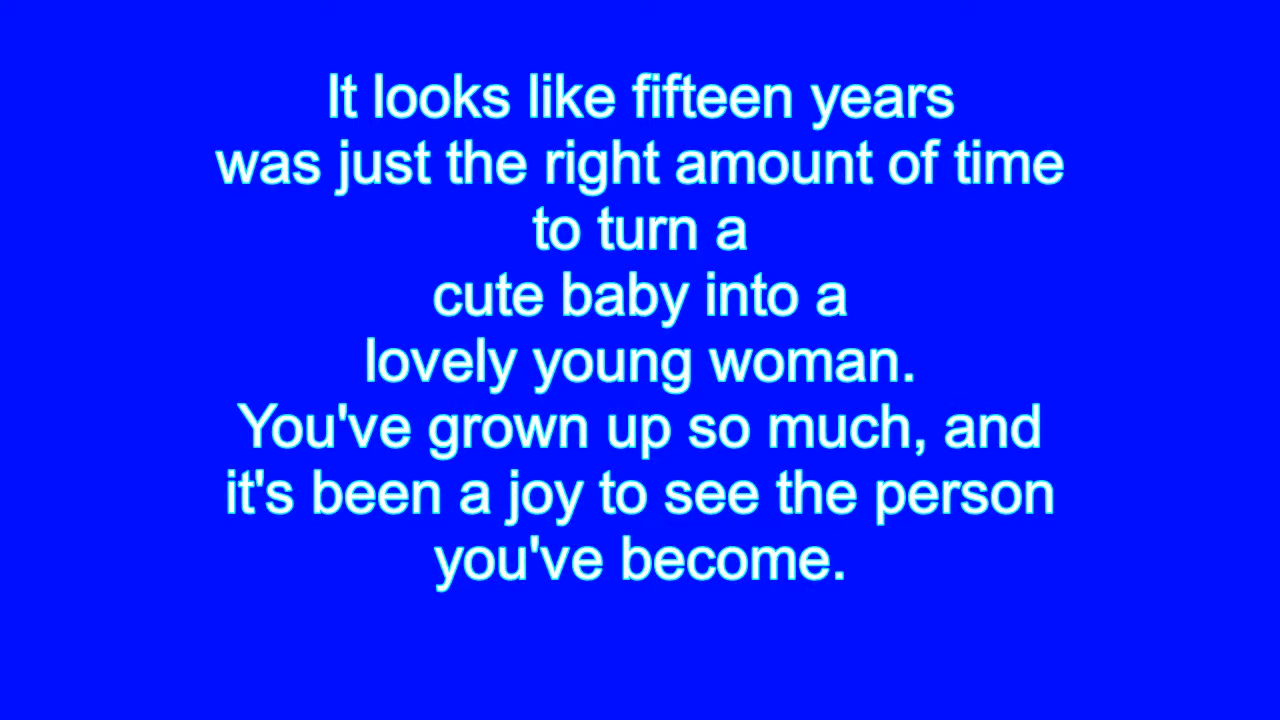 It looks like fifteen years
was just the right amount of time
to turn a
cute baby into a
lovely young woman.
You've grown up so much, and
it's been a joy to see the person
you've become.